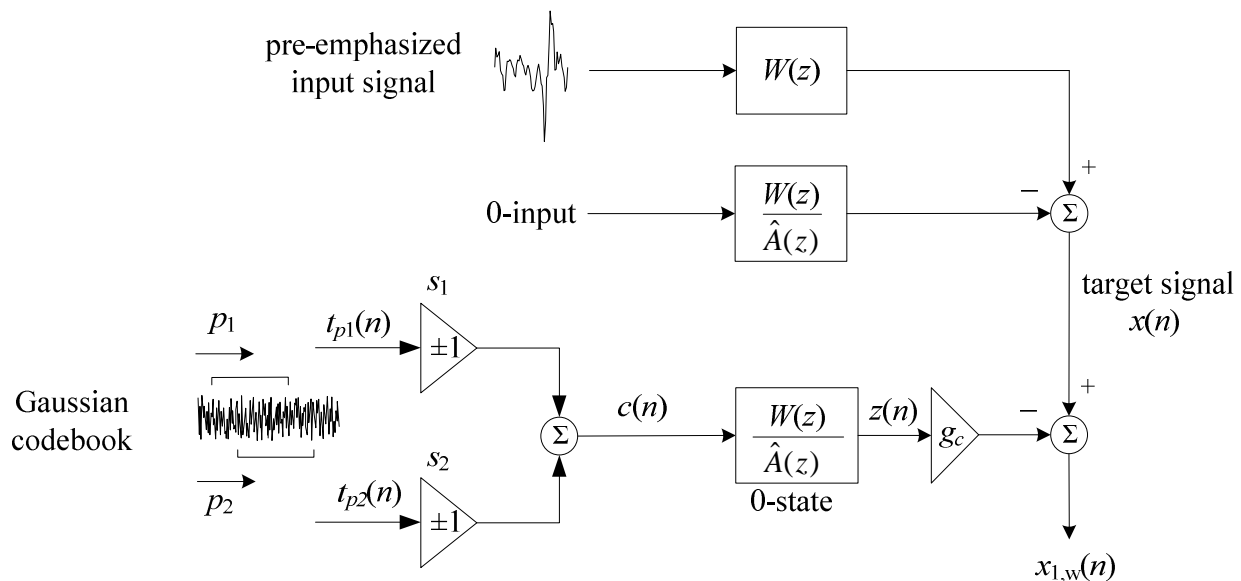 pre-emphasized
input signal
W(z)
+
0-input
W(z)
Â(z)
−
Σ
target signal
x(n)
s₁
p₁
tₚ₁(n)
±1
Gaussian
codebook
Σ
c(n)
W(z)
Â(z)
0-state
z(n)
g꜀
−
+
Σ
s₂
p₂
tₚ₂(n)
±1
x₁,w(n)